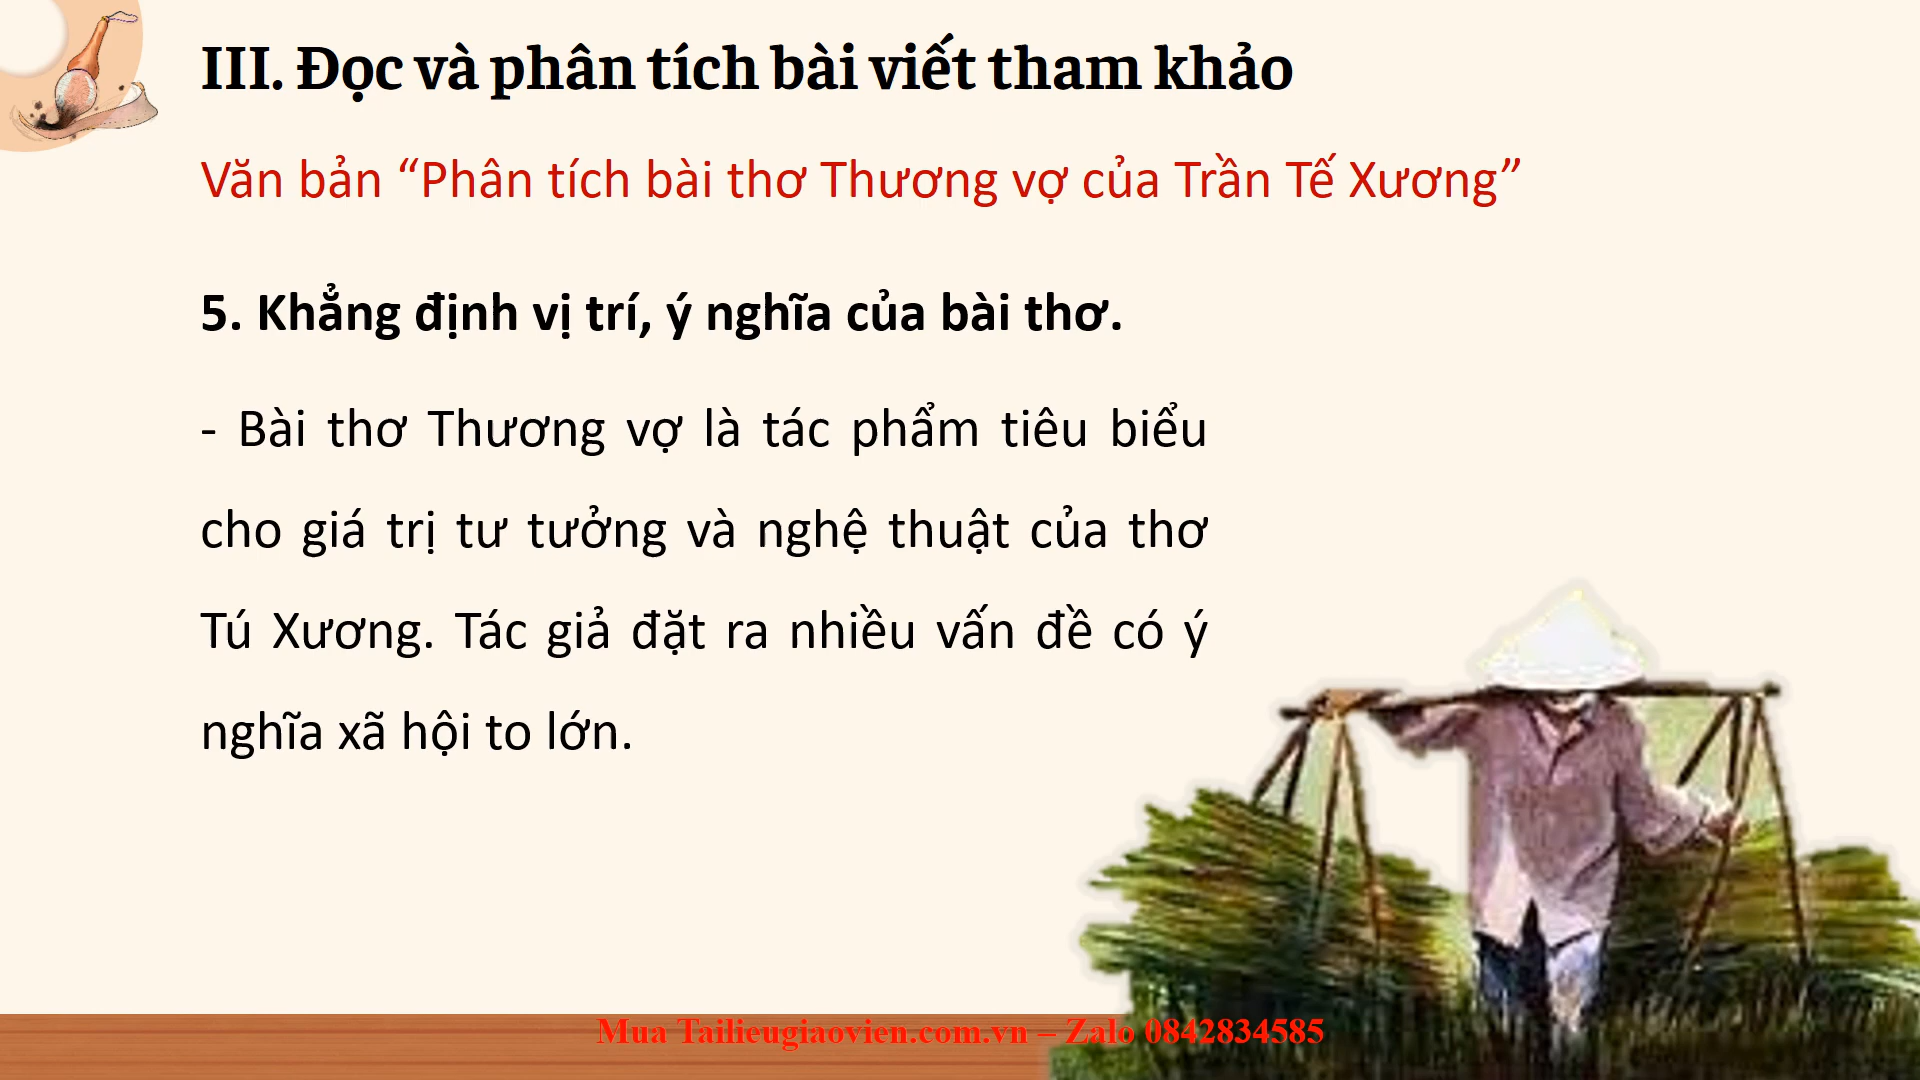 III. Đọc và phân tích bài viết tham khảo
Văn bản “Phân tích bài thơ Thương vợ của Trần Tế Xương”
5. Khẳng định vị trí, ý nghĩa của bài thơ.
- Bài thơ Thương vợ là tác phẩm tiêu biểu
cho giá trị tư tưởng và nghệ thuật của thơ
Tú Xương. Tác giả đặt ra nhiều vấn đề có ý
nghĩa xã hội to lớn.
Mua Tailieugiaovien.com.vn – Zalo 0842834585